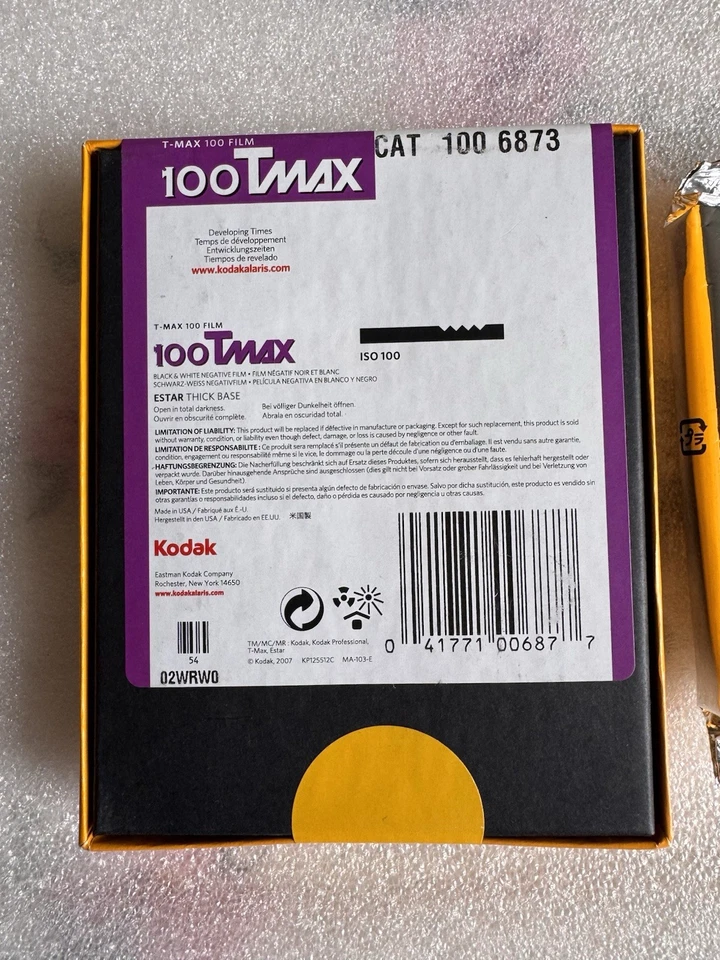 T-MAX 100 FILM
100TMAX
CAT 100 6873
Developing Times
Temps de développement
Entwicklungszeiten
Tiempos de revelado
www.kodakalaris.com
T-MAX 100 FILM
100TMAX
ISO 100
BLACK & WHITE NEGATIVE FILM • FILM NÉGATIF NOIR ET BLANC
SCHWARZ-WEISS NEGATIVFILM • PELÍCULA NEGATIVA EN BLANCO Y NEGRO
ESTAR THICK BASE
Open in total darkness. Bei völliger Dunkelheit öffnen.
Ouvrir en obscurité complète. Abrala en oscuridad total.
LIMITATION OF LIABILITY: This product will be replaced if defective in manufacture or packaging. Except for such replacement, this product is sold
without warranty, condition, or liability even though defect, damage, or loss is caused by negligence or other fault.
LIMITATION DE RESPONSABILITE : Ce produit sera remplacé s'il présente un défaut de fabrication ou d'emballage. Il est vendu sans autre garantie,
condition, engagement ou responsabilité même si le vice, le dommage ou la perte découle d'une négligence ou d'une faute.
HAFTUNGSBEGRENZUNG: Die Nacherfüllung beschränkt sich auf Ersatz dieses Produktes, sofern sich herausstellt, dass es fehlerhaft hergestellt oder
verpackt wurde. Darüber hinausgehende Ansprüche sind ausgeschlossen (dies gilt nicht bei Vorsatz oder grober Fahrlässigkeit und bei Verletzung von
Leben, Körper und Gesundheit).
IMPORTANTE: Este producto será sustituido si presenta algún defecto de fabricación o envase. Salvo por dicha sustitución, este producto es vendido sin
otras garantías o responsabilidades incluso si el defecto, daño o pérdida es causado por negligencia u otras causas.
Made in USA / Fabriqué aux É.-U.
Hergestellt in den USA / Fabricado en EE.UU. 米国製
Kodak
Eastman Kodak Company
Rochester, New York 14650
www.kodakalaris.com
54
02WRW0
TM/MC/MR : Kodak, Kodak Professional,
T-Max, Estar
© Kodak, 2007 KP125512C MA-103-E
0 41771 00687 7
プラ